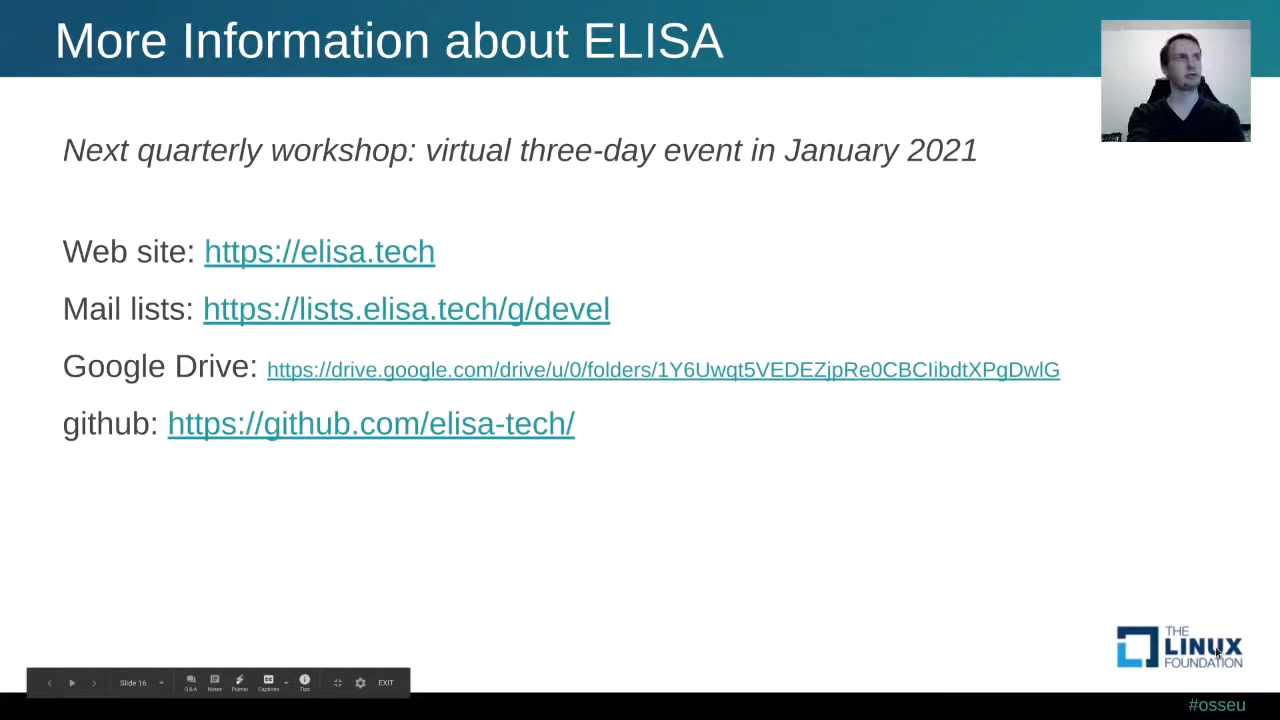 More Information about ELISA
Next quarterly workshop: virtual three-day event in January 2021
Web site: https://elisa.tech
Mail lists: https://lists.elisa.tech/g/devel
Google Drive: https://drive.google.com/drive/u/0/folders/1Y6Uwqt5VEDEZjpRe0CBCIibdtXPgDwlG
github: https://github.com/elisa-tech/
THE
LINUX
FOUNDATION
Slide 16
Q&A Notes Pointer Captions Tips
EXIT
#osseu